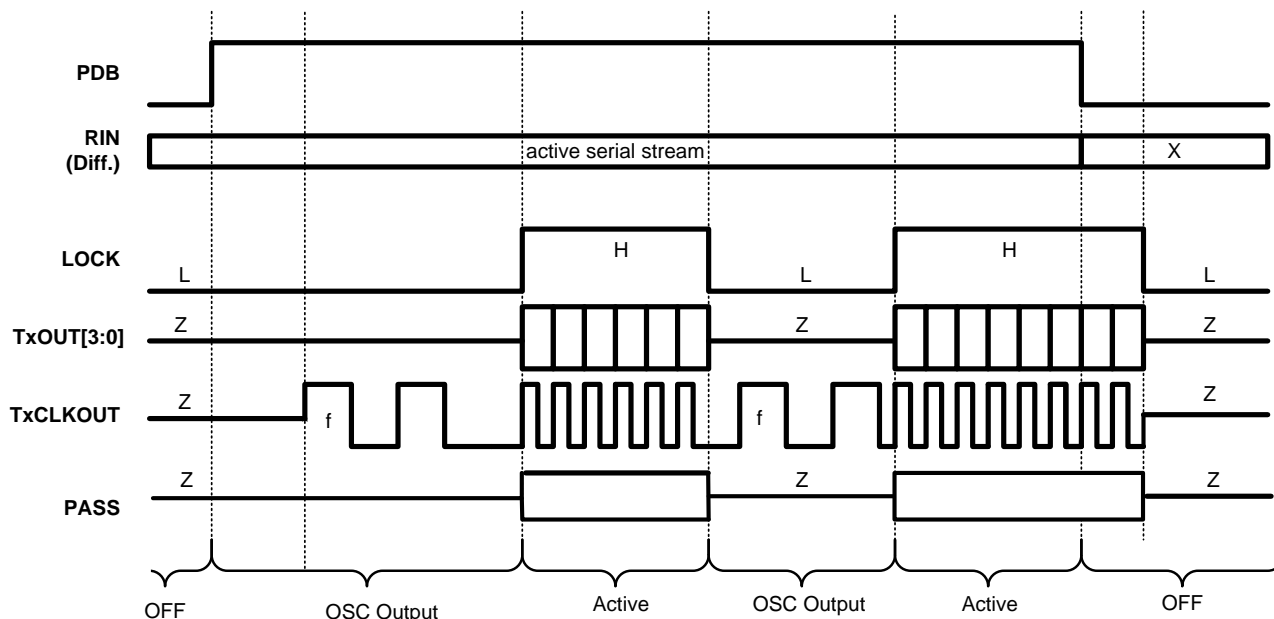 PDB
RIN
(Diff.)
active serial stream
X
LOCK
L
H
L
H
L
TxOUT[3:0]
Z
Z
Z
TxCLKOUT
Z
f
f
Z
PASS
Z
Z
Z
OFF
OSC Output
Active
OSC Output
Active
OFF